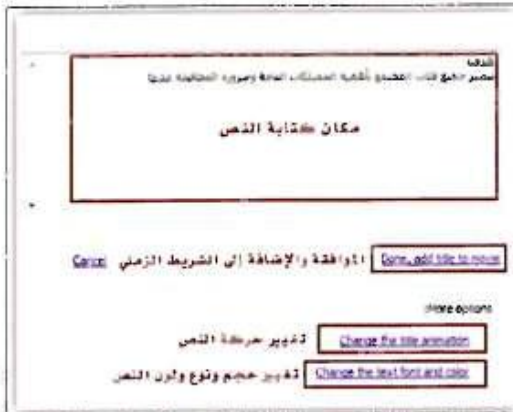 هدفنا
مكان كتابة النص
Done, add title to movie الموافقة والإضافة إلى الشريط الزمني Cancel
More options:
Change the title animation تغيير حركة النص
Change the text font and color تغيير حجم ونوع ولون النص